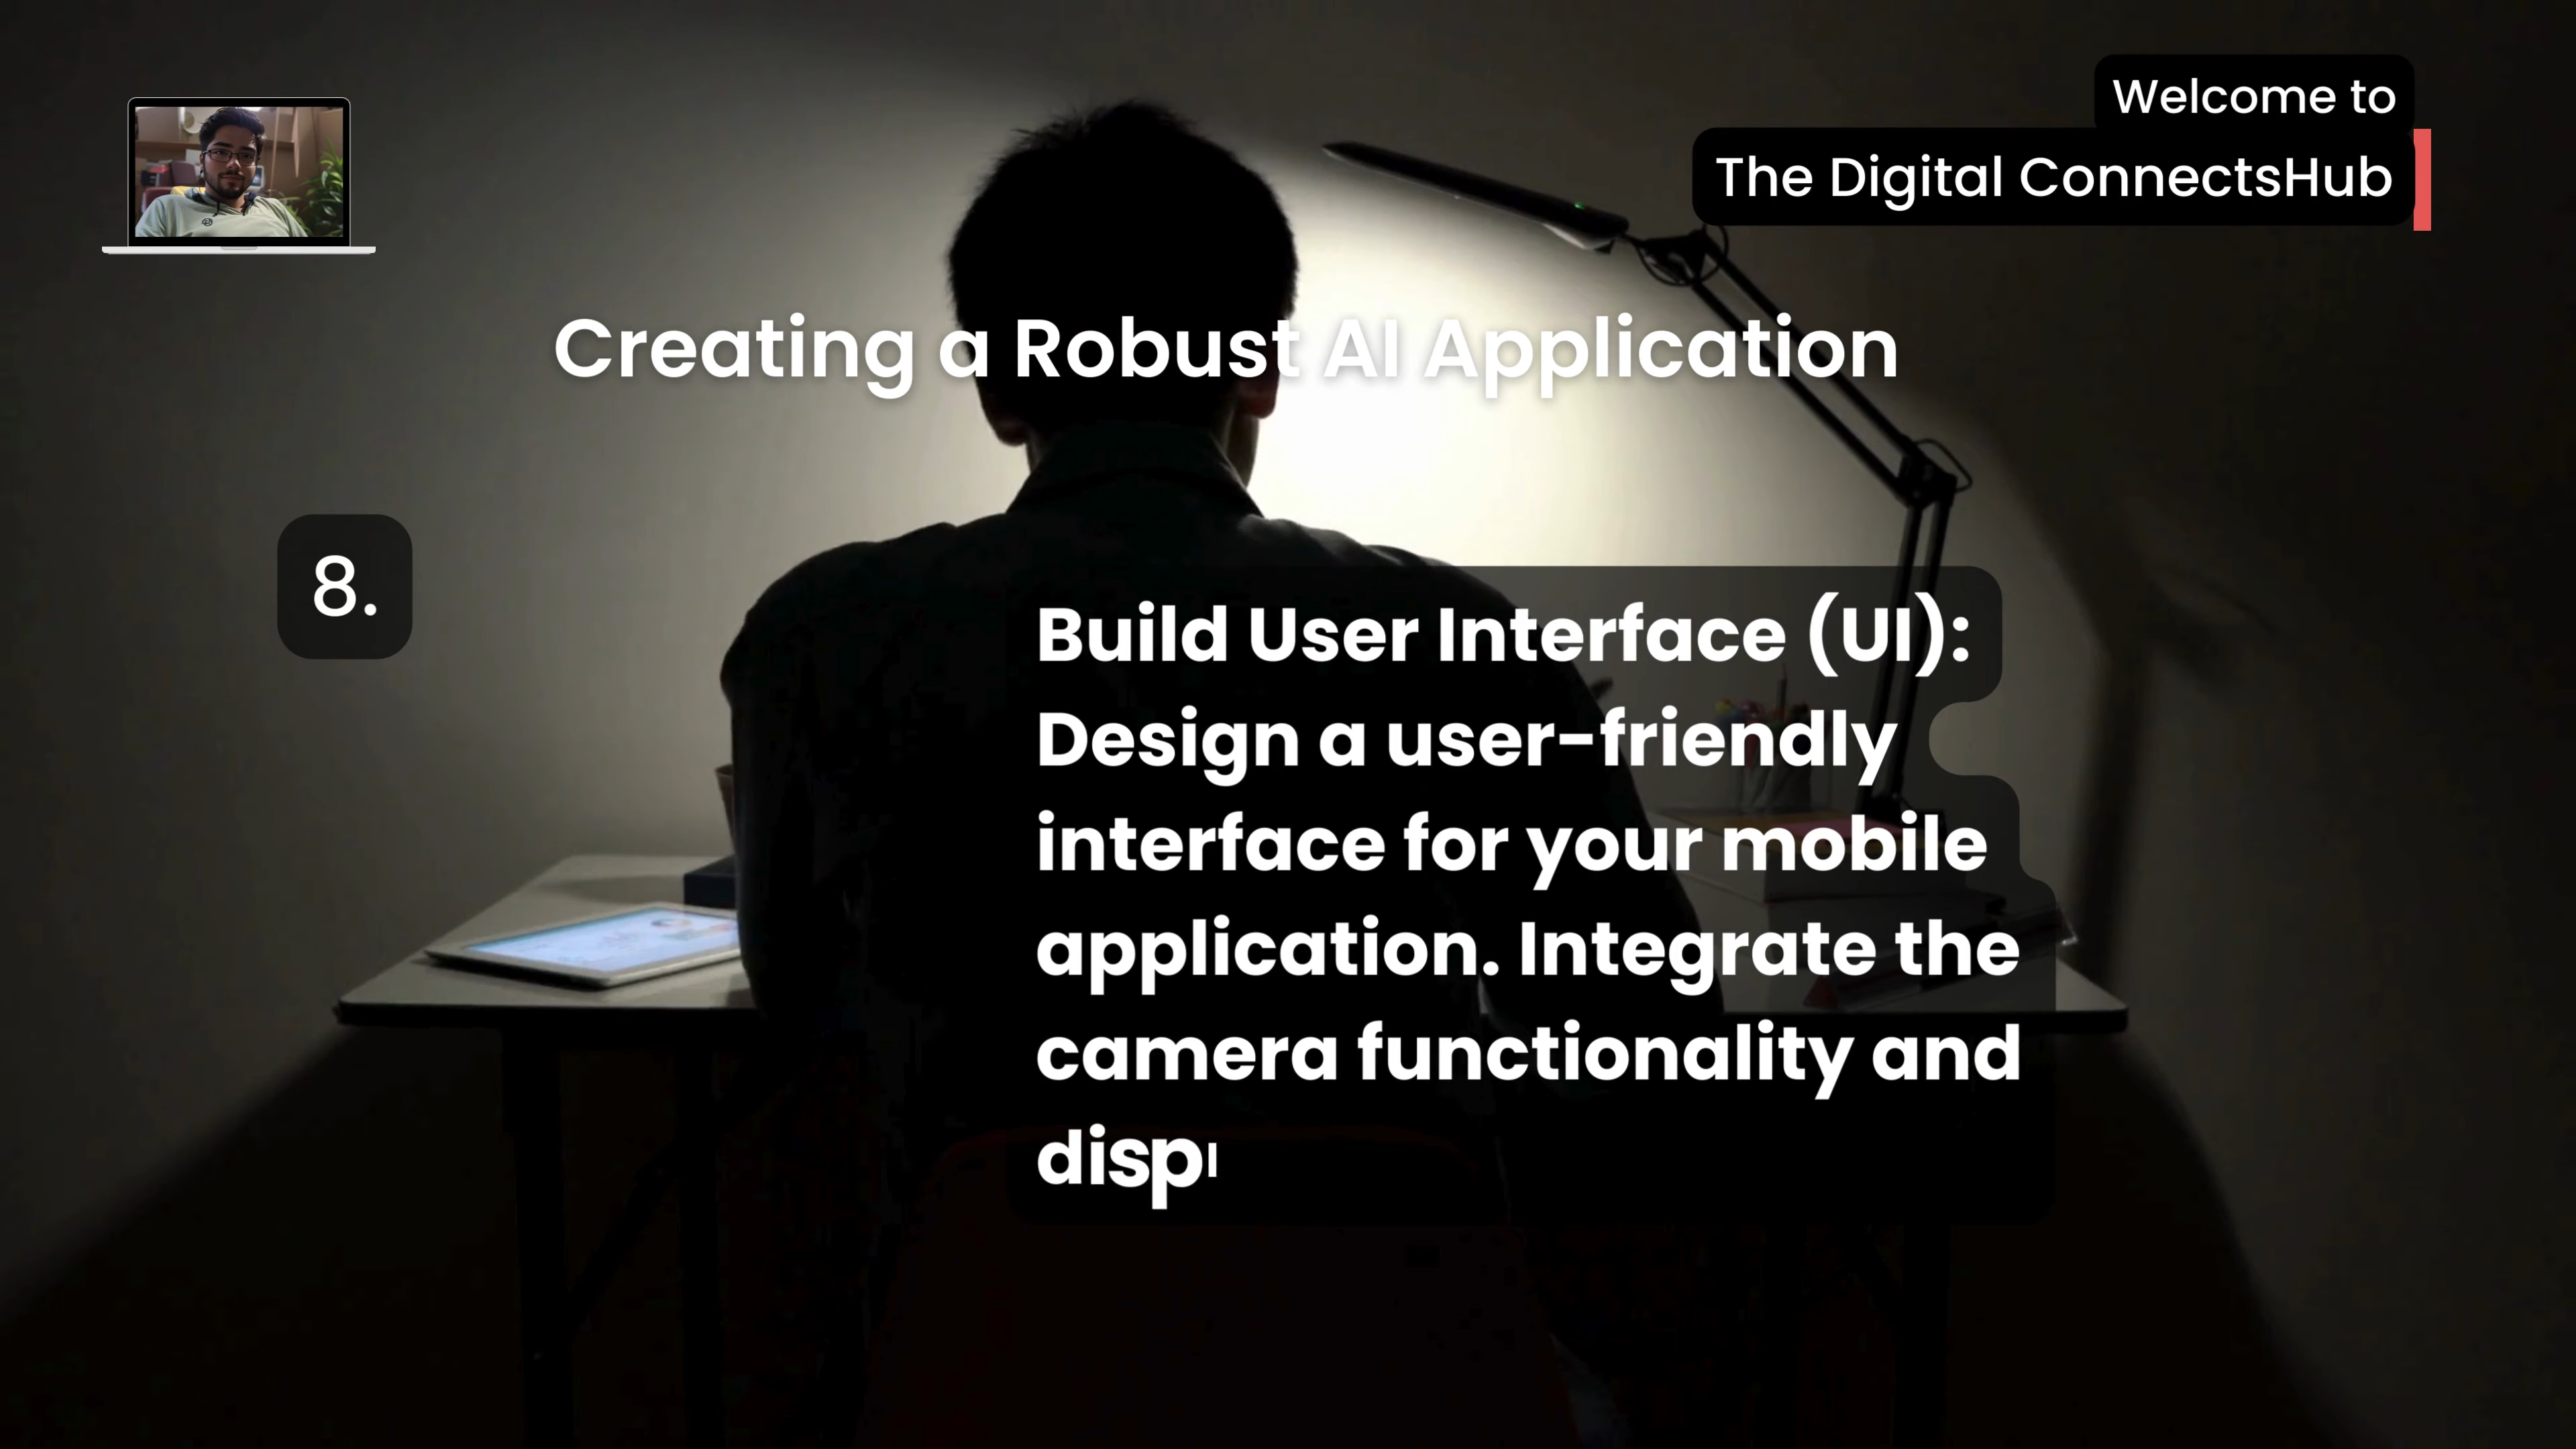 Welcome to
The Digital ConnectsHub
Creating a Robust AI Application
8.
Build User Interface (UI):
Design a user-friendly
interface for your mobile
application. Integrate the
camera functionality and
disp